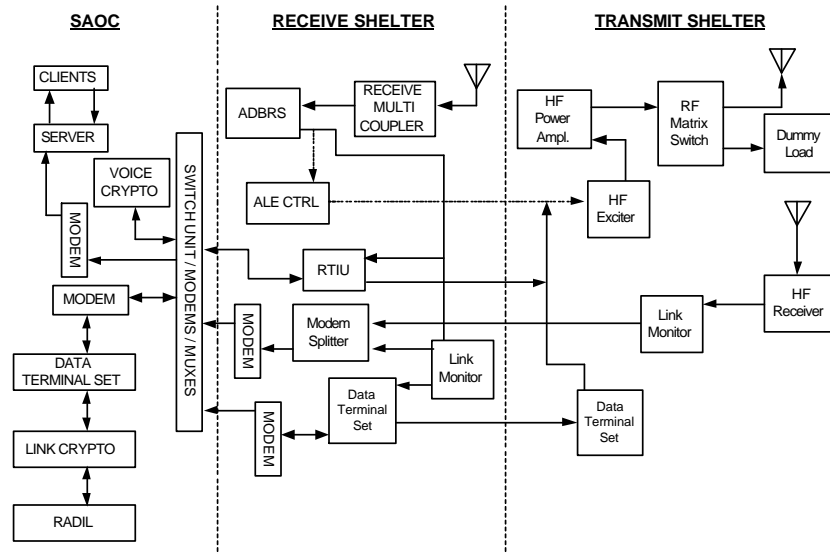 SAOC
RECEIVE SHELTER
TRANSMIT SHELTER
CLIENTS
SERVER
VOICE
CRYPTO
MODEM
MODEM
DATA
TERMINAL SET
LINK CRYPTO
RADIL
SWITCH UNIT / MODEMS / MUXES
ADBRS
RECEIVE
MULTI
COUPLER
ALE CTRL
RTIU
MODEM
Modem
Splitter
Link
Monitor
MODEM
Data
Terminal
Set
HF
Power
Ampl.
RF
Matrix
Switch
Dummy
Load
HF
Exciter
Link
Monitor
HF
Receiver
Data
Terminal
Set